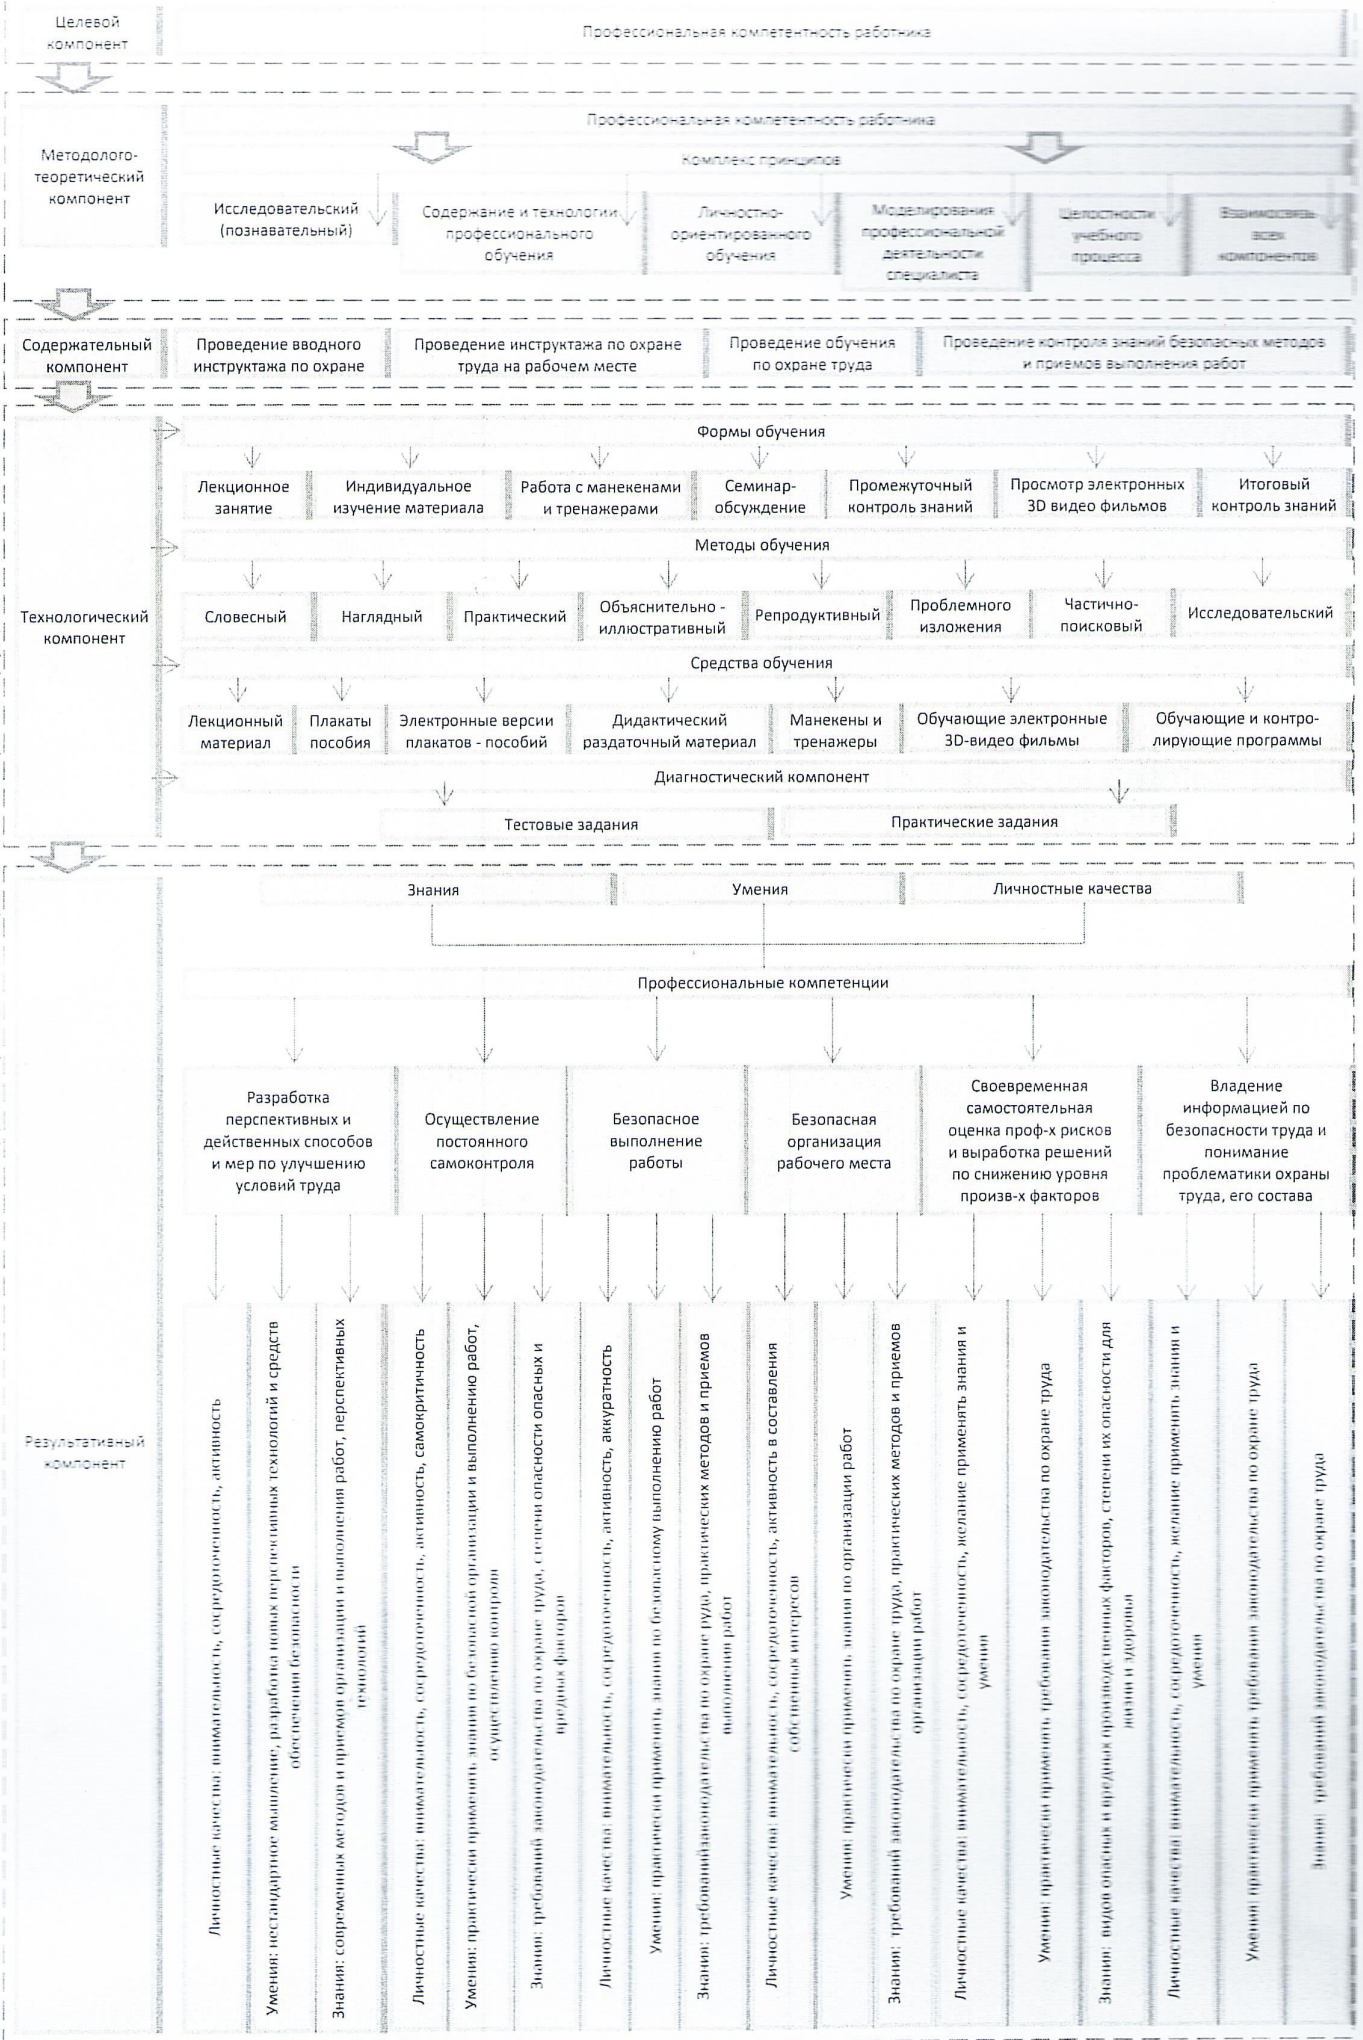 Целевой
компонент
Профессиональная компетентность работника
Методолого-
теоретический
компонент
Профессиональная компетентность работника
Комплекс принципов
Исследовательский
(познавательный)
Содержание и технологии
профессионального
обучения
Личностно-
ориентированного
обучения
Моделирования
профессиональной
деятельности
специалиста
Целостности
учебного
процесса
Взаимосвязь
всех
компонентов
Содержательный
компонент
Проведение вводного
инструктажа по охране
Проведение инструктажа по охране
труда на рабочем месте
Проведение обучения
по охране труда
Проведение контроля знаний безопасных методов
и приемов выполнения работ
Технологический
компонент
Формы обучения
Лекционное
занятие
Индивидуальное
изучение материала
Работа с манекенами
и тренажерами
Семинар-
обсуждение
Промежуточный
контроль знаний
Просмотр электронных
3D видео фильмов
Итоговый
контроль знаний
Методы обучения
Словесный
Наглядный
Практический
Объяснительно -
иллюстративный
Репродуктивный
Проблемного
изложения
Частично-
поисковый
Исследовательский
Средства обучения
Лекционный
материал
Плакаты
пособия
Электронные версии
плакатов - пособий
Дидактический
раздаточный материал
Манекены и
тренажеры
Обучающие электронные
3D-видео фильмы
Обучающие и контро-
лирующие программы
Диагностический компонент
Тестовые задания
Практические задания
Результативный
компонент
Знания
Умения
Личностные качества
Профессиональные компетенции
Разработка
перспективных и
действенных способов
и мер по улучшению
условий труда
Осуществление
постоянного
самоконтроля
Безопасное
выполнение
работы
Безопасная
организация
рабочего места
Своевременная
самостоятельная
оценка проф-х рисков
и выработка решений
по снижению уровня
произв-х факторов
Владение
информацией по
безопасности труда и
понимание
проблематики охраны
труда, его состава
Личностные качества: внимательность, сосредоточенность, активность
Умения: нестандартное мышление, разработка новых перспективных технологий и средств
обеспечения безопасности
Знания: современных методов и приемов организации и выполнения работ, перспективных
технологий
Личностные качества: внимательность, сосредоточенность, активность, самокритичность
Умения: практически применять знания по безопасной организации и выполнению работ,
осуществлению контроля
Знания: требований законодательства по охране труда, степени опасности опасных и
вредных факторов
Личностные качества: внимательность, сосредоточенность, активность, аккуратность
Умения: практически применять знания по безопасному выполнению работ
Знания: требований законодательства по охране руда, практических методов и приемов
выполнения работ
Личностные качества: внимательность, сосредоточенность, активность в составления
собственных интересов
Умения: практически применять знания по организации работ
Знания: требований законодательства по охране труда, практических методов и приемов
организации работ
Личностные качества: внимательность, сосредоточенность, желание применять знания и
умения
Умения: практически применять требования законодательства по охране труда
Знания: видов опасных и вредных производственных факторов, степени их опасности для
жизни и здоровья
Личностные качества: внимательность, сосредоточенность, желание применять знания и
умения
Умения: практически применять требования законодательства по охране труда
Знания: требований законодательства по охране труда